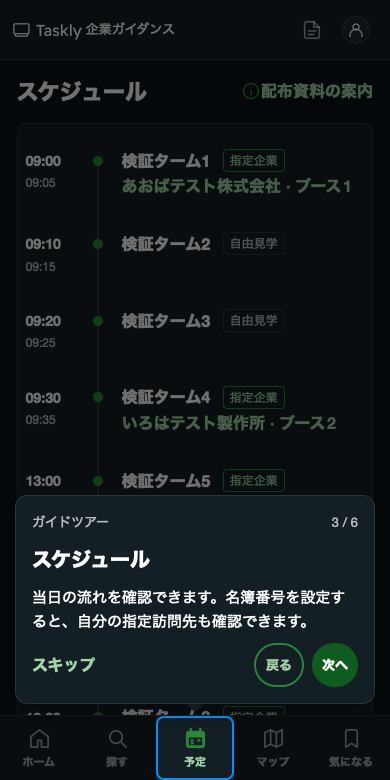 Taskly 企業ガイダンス
スケジュール
配布資料の案内
09:00 検証ターム1 指定企業
09:05 あおばテスト株式会社・ブース1
09:10 検証ターム2 自由見学
09:15
09:20 検証ターム3 自由見学
09:25
09:30 検証ターム4 指定企業
09:35 いろはテスト製作所・ブース2
13:00 検証ターム5 指定企業
ガイドツアー 3 / 6
スケジュール
当日の流れを確認できます。名簿番号を設定す
ると、自分の指定訪問先も確認できます。
スキップ 戻る 次へ
ホーム 探す 予定 マップ 気になる